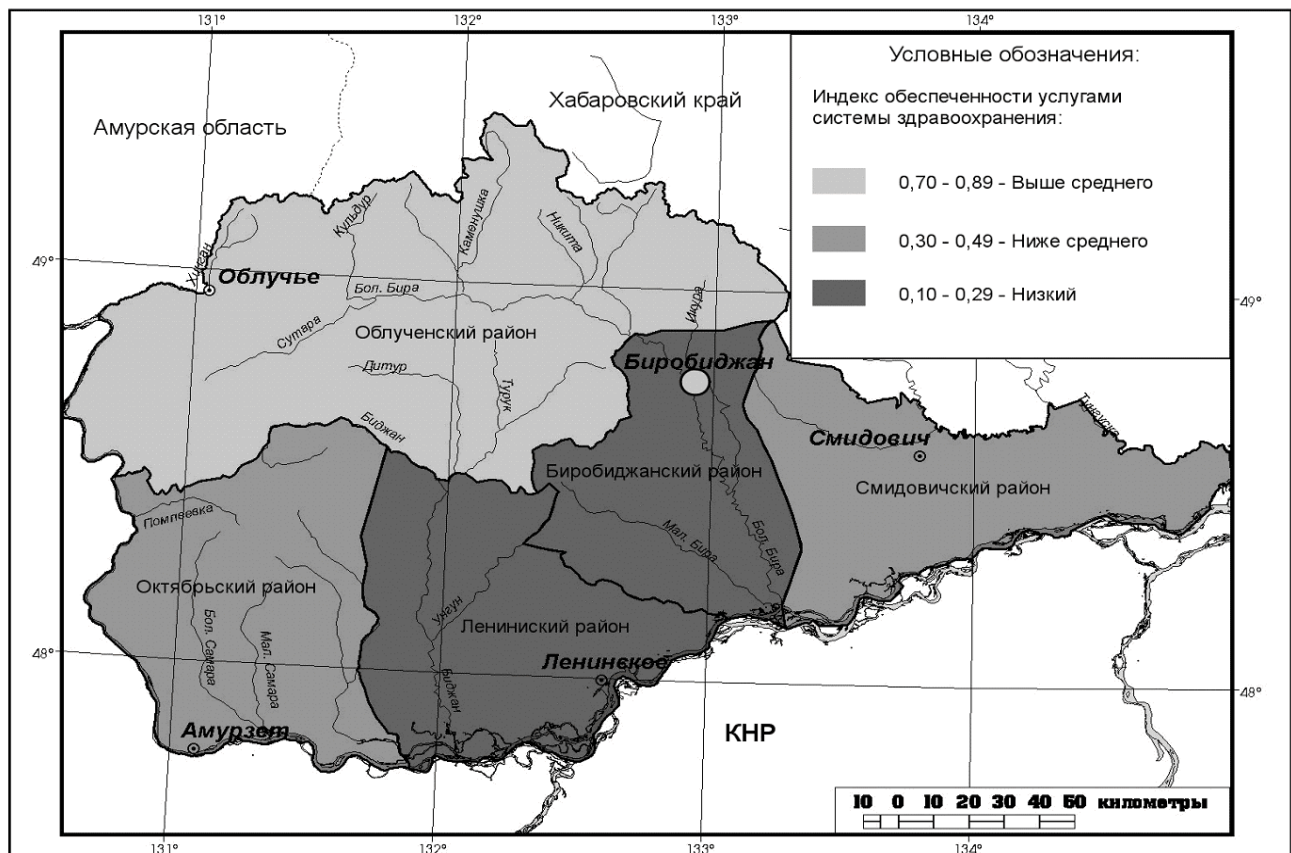 131°
132°
133°
134°
Условные обозначения:
Индекс обеспеченности услугами
системы здравоохранения:
0,70 - 0,89 - Выше среднего
0,30 - 0,49 - Ниже среднего
0,10 - 0,29 - Низкий
Хабаровский край
Амурская область
Хинган
Кульдур
Каменушка
Никита
49°
49°
Облучье
Бол. Бира
Икура
Сутара
Облученский район
Дитур
Турук
Биробиджан
Биджан
Тунгуска
Смидович
Биробиджанский район
Смидовичский район
Помпеевка
Мал. Бира
Бол. Бира
Октябрьский район
Унгун
Лениниский район
Бол. Самара
Мал. Самара
48°
48°
Ленинское
Биджан
Амурзет
КНР
10 0 10 20 30 40 50 километры
131°
132°
133°
134°